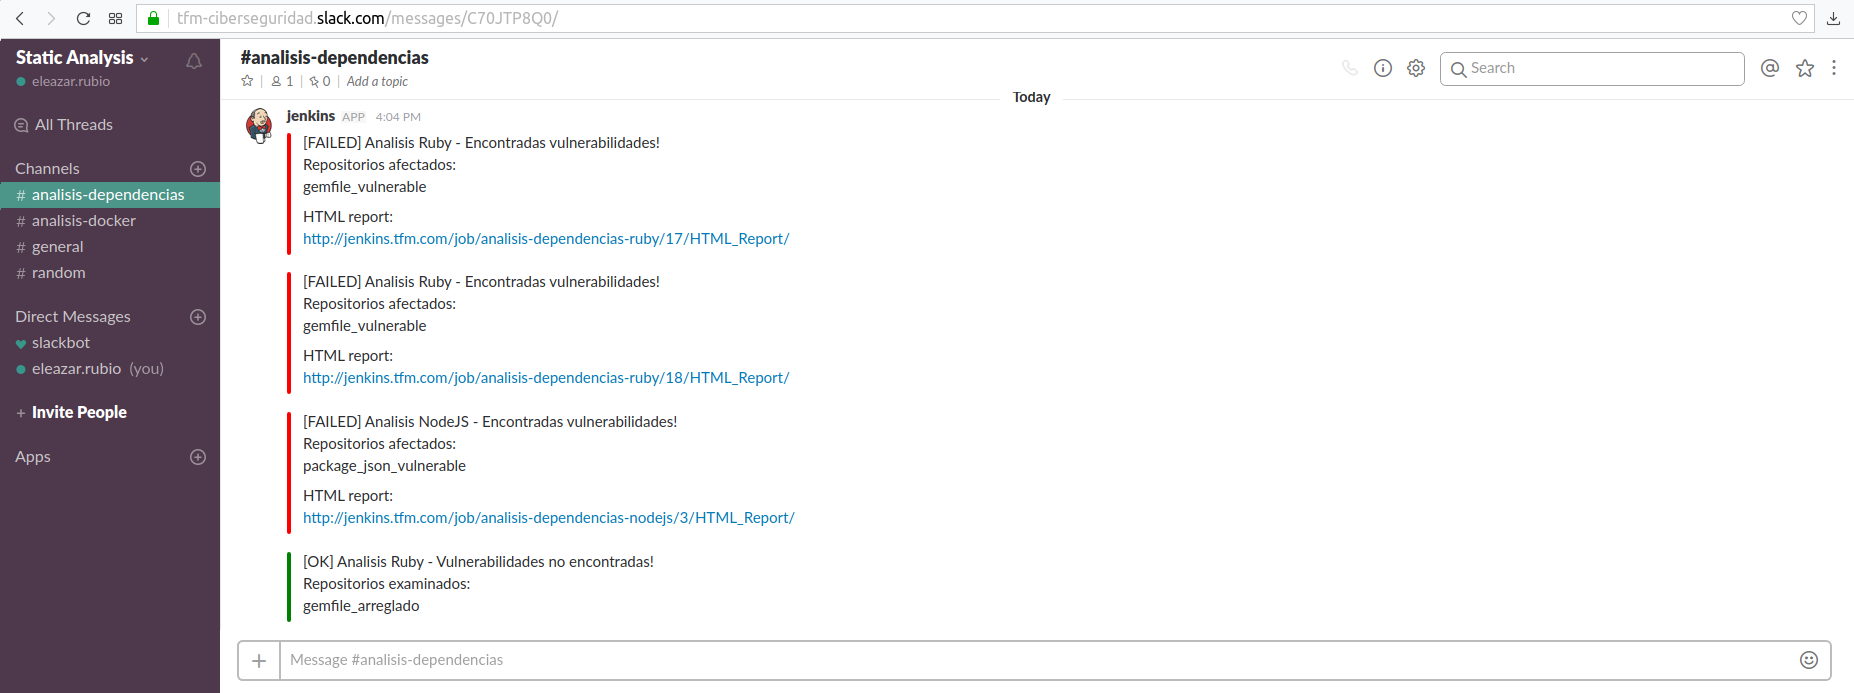 tfm-ciberseguridad.slack.com/messages/C70JTP8Q0/
Static Analysis
eleazar.rubio
All Threads
Channels
# analisis-dependencias
# analisis-docker
# general
# random
Direct Messages
slackbot
eleazar.rubio (you)
+ Invite People
Apps
#analisis-dependencias
1 0 Add a topic
Search
Today
jenkins APP 4:04 PM
[FAILED] Analisis Ruby - Encontradas vulnerabilidades!
Repositorios afectados:
gemfile_vulnerable
HTML report:
http://jenkins.tfm.com/job/analisis-dependencias-ruby/17/HTML_Report/
[FAILED] Analisis Ruby - Encontradas vulnerabilidades!
Repositorios afectados:
gemfile_vulnerable
HTML report:
http://jenkins.tfm.com/job/analisis-dependencias-ruby/18/HTML_Report/
[FAILED] Analisis NodeJS - Encontradas vulnerabilidades!
Repositorios afectados:
package_json_vulnerable
HTML report:
http://jenkins.tfm.com/job/analisis-dependencias-nodejs/3/HTML_Report/
[OK] Analisis Ruby - Vulnerabilidades no encontradas!
Repositorios examinados:
gemfile_arreglado
Message #analisis-dependencias